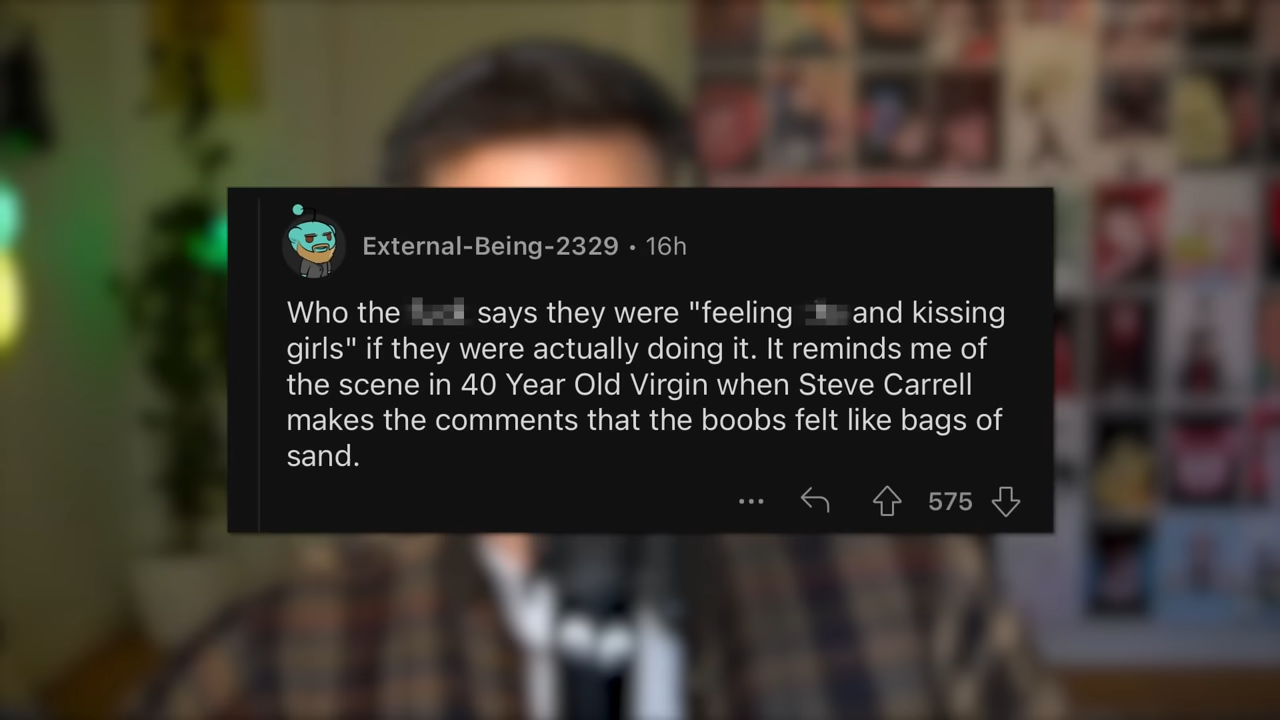 External-Being-2329 • 16h
Who the says they were "feeling and kissing
girls" if they were actually doing it. It reminds me of
the scene in 40 Year Old Virgin when Steve Carrell
makes the comments that the boobs felt like bags of
sand.
575